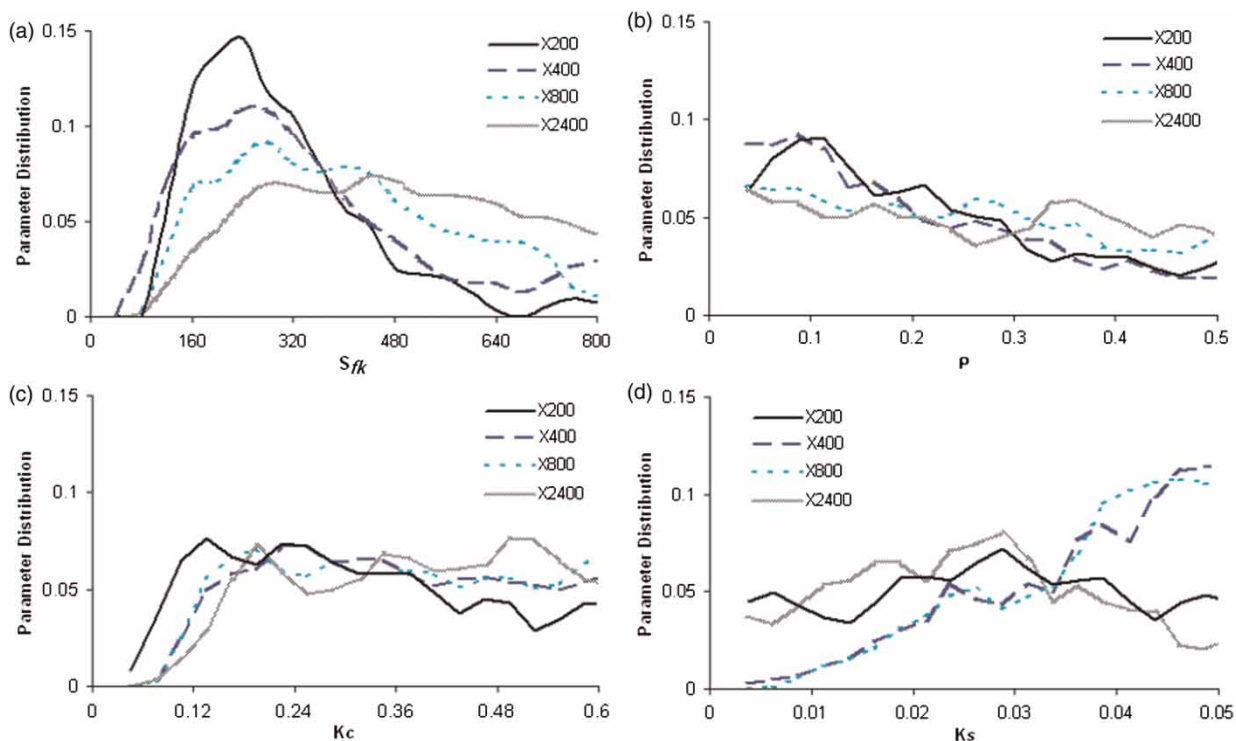 (a)
0.15
0.1
0.05
0
Parameter Distribution
X200
X400
X800
X2400
0 160 320 480 640 800
Sfk
(b)
0.15
0.1
0.05
0
Parameter Distribution
X200
X400
X800
X2400
0 0.1 0.2 0.3 0.4 0.5
P
(c)
0.15
0.1
0.05
0
Parameter Distribution
X200
X400
X800
X2400
0 0.12 0.24 0.36 0.48 0.6
Kc
(d)
0.15
0.1
0.05
0
Parameter Distribution
X200
X400
X800
X2400
0 0.01 0.02 0.03 0.04 0.05
Ks